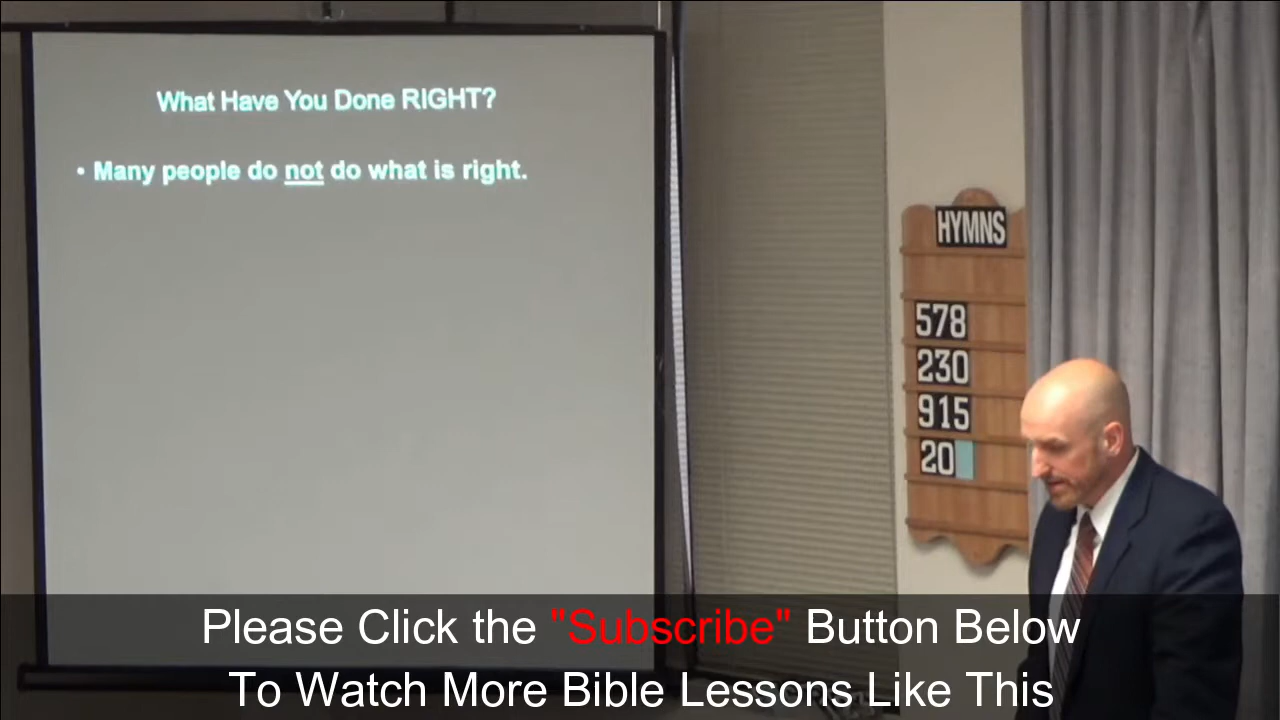 What Have You Done RIGHT?
• Many people do not do what is right.
HYMNS
578
230
915
20
Please Click the "Subscribe" Button Below
To Watch More Bible Lessons Like This